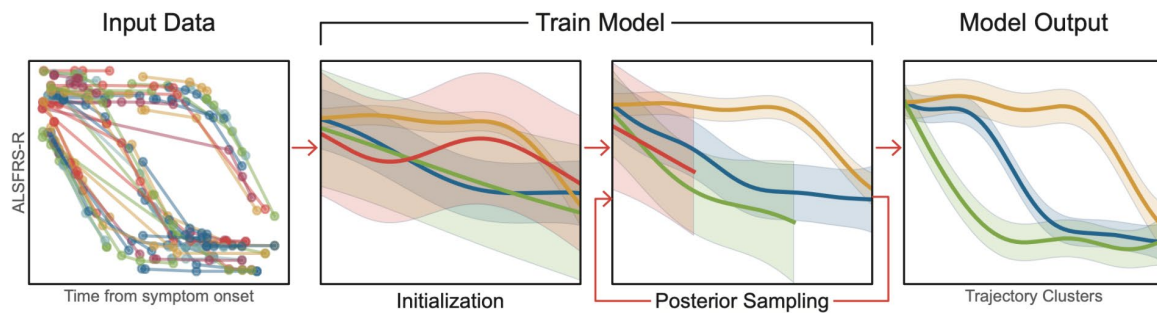 Input Data
Train Model
Model Output
ALSFRS-R
Time from symptom onset
Initialization
Posterior Sampling
Trajectory Clusters